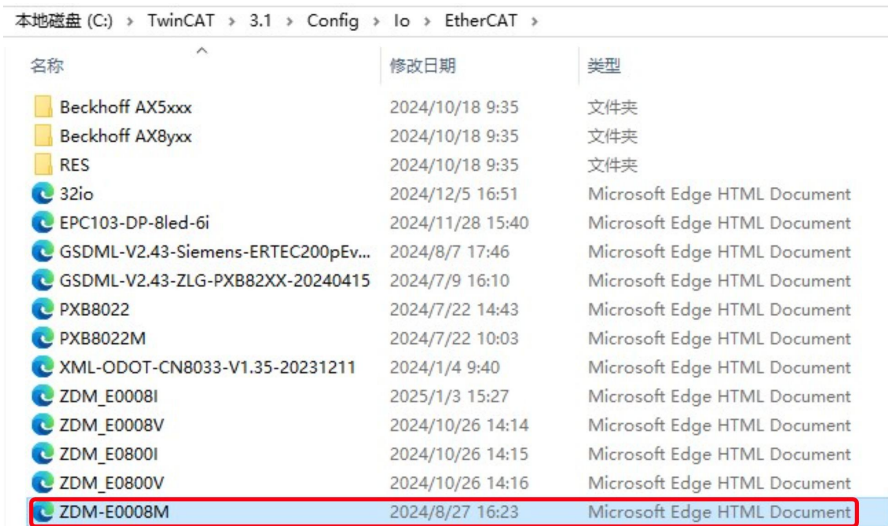 本地磁盘 (C:) › TwinCAT › 3.1 › Config › Io › EtherCAT ›
名称 修改日期 类型
Beckhoff AX5xxx 2024/10/18 9:35 文件夹
Beckhoff AX8yxx 2024/10/18 9:35 文件夹
RES 2024/10/18 9:35 文件夹
32io 2024/12/5 16:51 Microsoft Edge HTML Document
EPC103-DP-8led-6i 2024/11/28 15:40 Microsoft Edge HTML Document
GSDML-V2.43-Siemens-ERTEC200pEv... 2024/8/7 17:46 Microsoft Edge HTML Document
GSDML-V2.43-ZLG-PXB82XX-20240415 2024/7/9 16:10 Microsoft Edge HTML Document
PXB8022 2024/7/22 14:43 Microsoft Edge HTML Document
PXB8022M 2024/7/22 10:03 Microsoft Edge HTML Document
XML-ODOT-CN8033-V1.35-20231211 2024/1/4 9:40 Microsoft Edge HTML Document
ZDM_E0008I 2025/1/3 15:27 Microsoft Edge HTML Document
ZDM_E0008V 2024/10/26 14:14 Microsoft Edge HTML Document
ZDM_E0800I 2024/10/26 14:15 Microsoft Edge HTML Document
ZDM_E0800V 2024/10/26 14:16 Microsoft Edge HTML Document
ZDM-E0008M 2024/8/27 16:23 Microsoft Edge HTML Document